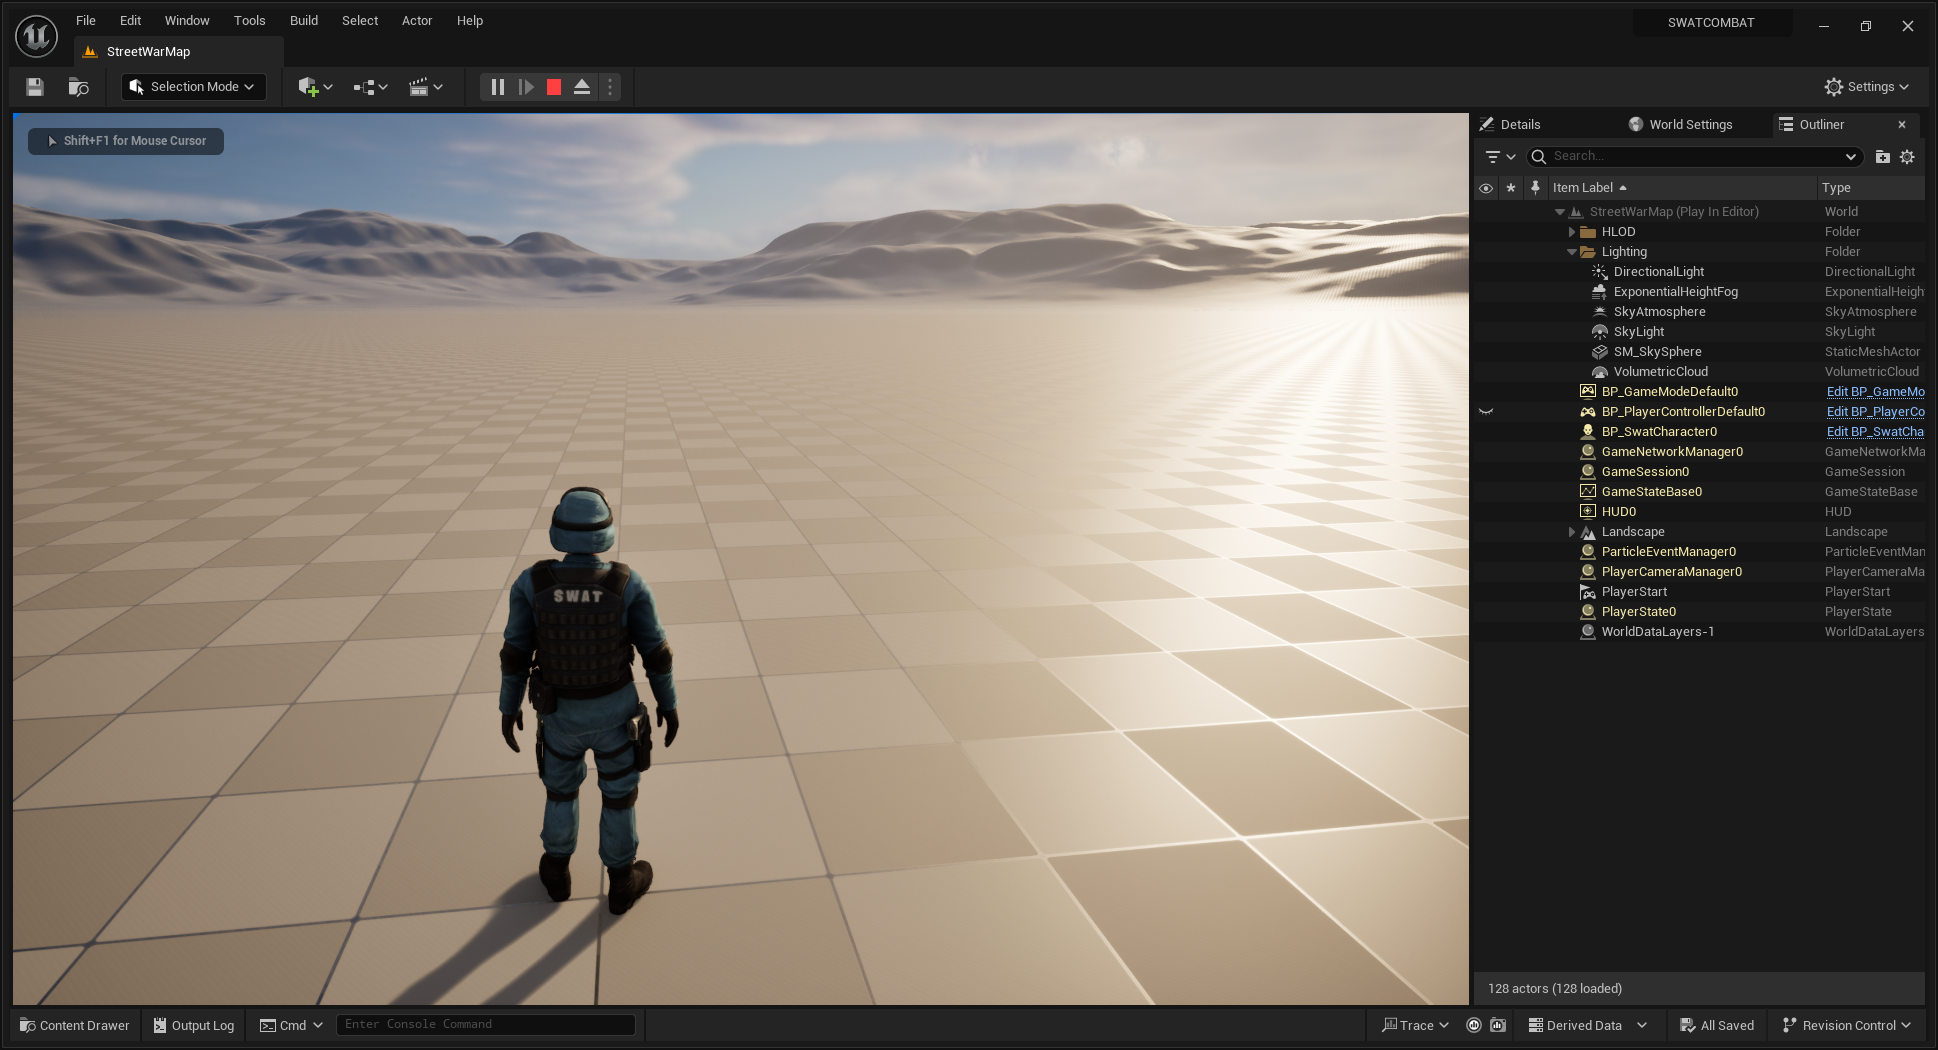 File Edit Window Tools Build Select Actor Help
SWATCOMBAT
StreetWarMap
Selection Mode
Settings
Shift+F1 for Mouse Cursor
SWAT
Details World Settings Outliner
Search...
Item Label Type
StreetWarMap (Play In Editor) World
HLOD Folder
Lighting Folder
DirectionalLight DirectionalLight
ExponentialHeightFog ExponentialHeigh
SkyAtmosphere SkyAtmosphere
SkyLight SkyLight
SM_SkySphere StaticMeshActor
VolumetricCloud VolumetricCloud
BP_GameModeDefault0 Edit BP_GameMo
BP_PlayerControllerDefault0 Edit BP_PlayerCo
BP_SwatCharacter0 Edit BP_SwatCha
GameNetworkManager0 GameNetworkMa
GameSession0 GameSession
GameStateBase0 GameStateBase
HUD0 HUD
Landscape Landscape
ParticleEventManager0 ParticleEventMan
PlayerCameraManager0 PlayerCameraMa
PlayerStart PlayerStart
PlayerState0 PlayerState
WorldDataLayers-1 WorldDataLayers
128 actors (128 loaded)
Content Drawer Output Log Cmd Enter Console Command Trace Derived Data All Saved Revision Control